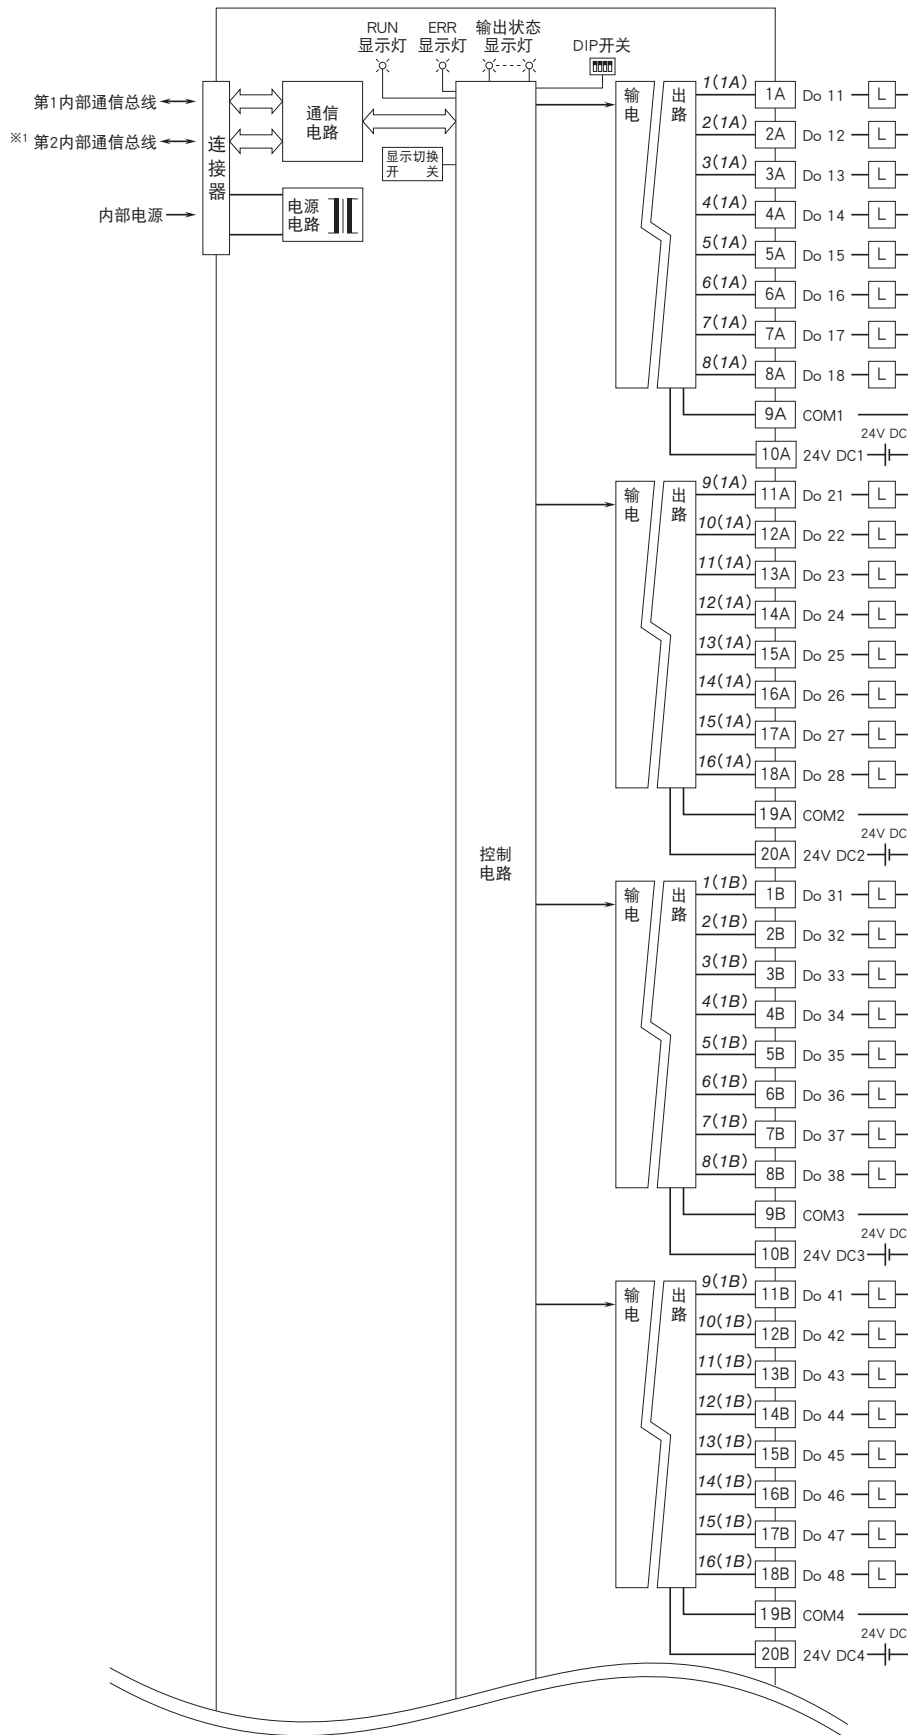 RUN
显示灯
ERR
显示灯
输出状态
显示灯
DIP开关
第1内部通信总线
※1 第2内部通信总线
内部电源
连接器
通信
电路
电源
电路
显示切换
开 关
控制
电路
输 出
电 路
1(1A) 1A Do 11 L
2(1A) 2A Do 12 L
3(1A) 3A Do 13 L
4(1A) 4A Do 14 L
5(1A) 5A Do 15 L
6(1A) 6A Do 16 L
7(1A) 7A Do 17 L
8(1A) 8A Do 18 L
9A COM1
24V DC
10A 24V DC1
输 出
电 路
9(1A) 11A Do 21 L
10(1A) 12A Do 22 L
11(1A) 13A Do 23 L
12(1A) 14A Do 24 L
13(1A) 15A Do 25 L
14(1A) 16A Do 26 L
15(1A) 17A Do 27 L
16(1A) 18A Do 28 L
19A COM2
24V DC
20A 24V DC2
输 出
电 路
1(1B) 1B Do 31 L
2(1B) 2B Do 32 L
3(1B) 3B Do 33 L
4(1B) 4B Do 34 L
5(1B) 5B Do 35 L
6(1B) 6B Do 36 L
7(1B) 7B Do 37 L
8(1B) 8B Do 38 L
9B COM3
24V DC
10B 24V DC3
输 出
电 路
9(1B) 11B Do 41 L
10(1B) 12B Do 42 L
11(1B) 13B Do 43 L
12(1B) 14B Do 44 L
13(1B) 15B Do 45 L
14(1B) 16B Do 46 L
15(1B) 17B Do 47 L
16(1B) 18B Do 48 L
19B COM4
24V DC
20B 24V DC4